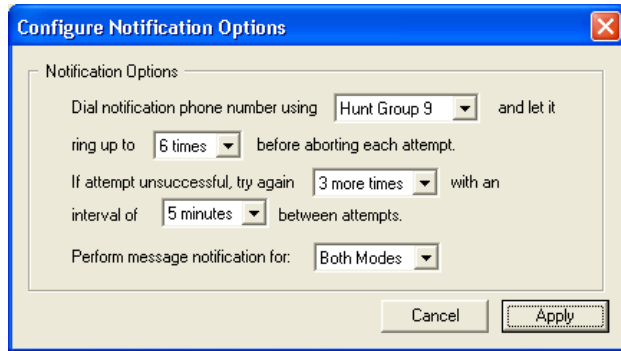 Configure Notification Options
Notification Options
Dial notification phone number using Hunt Group 9 and let it
ring up to 6 times before aborting each attempt.
If attempt unsuccessful, try again 3 more times with an
interval of 5 minutes between attempts.
Perform message notification for: Both Modes
Cancel Apply